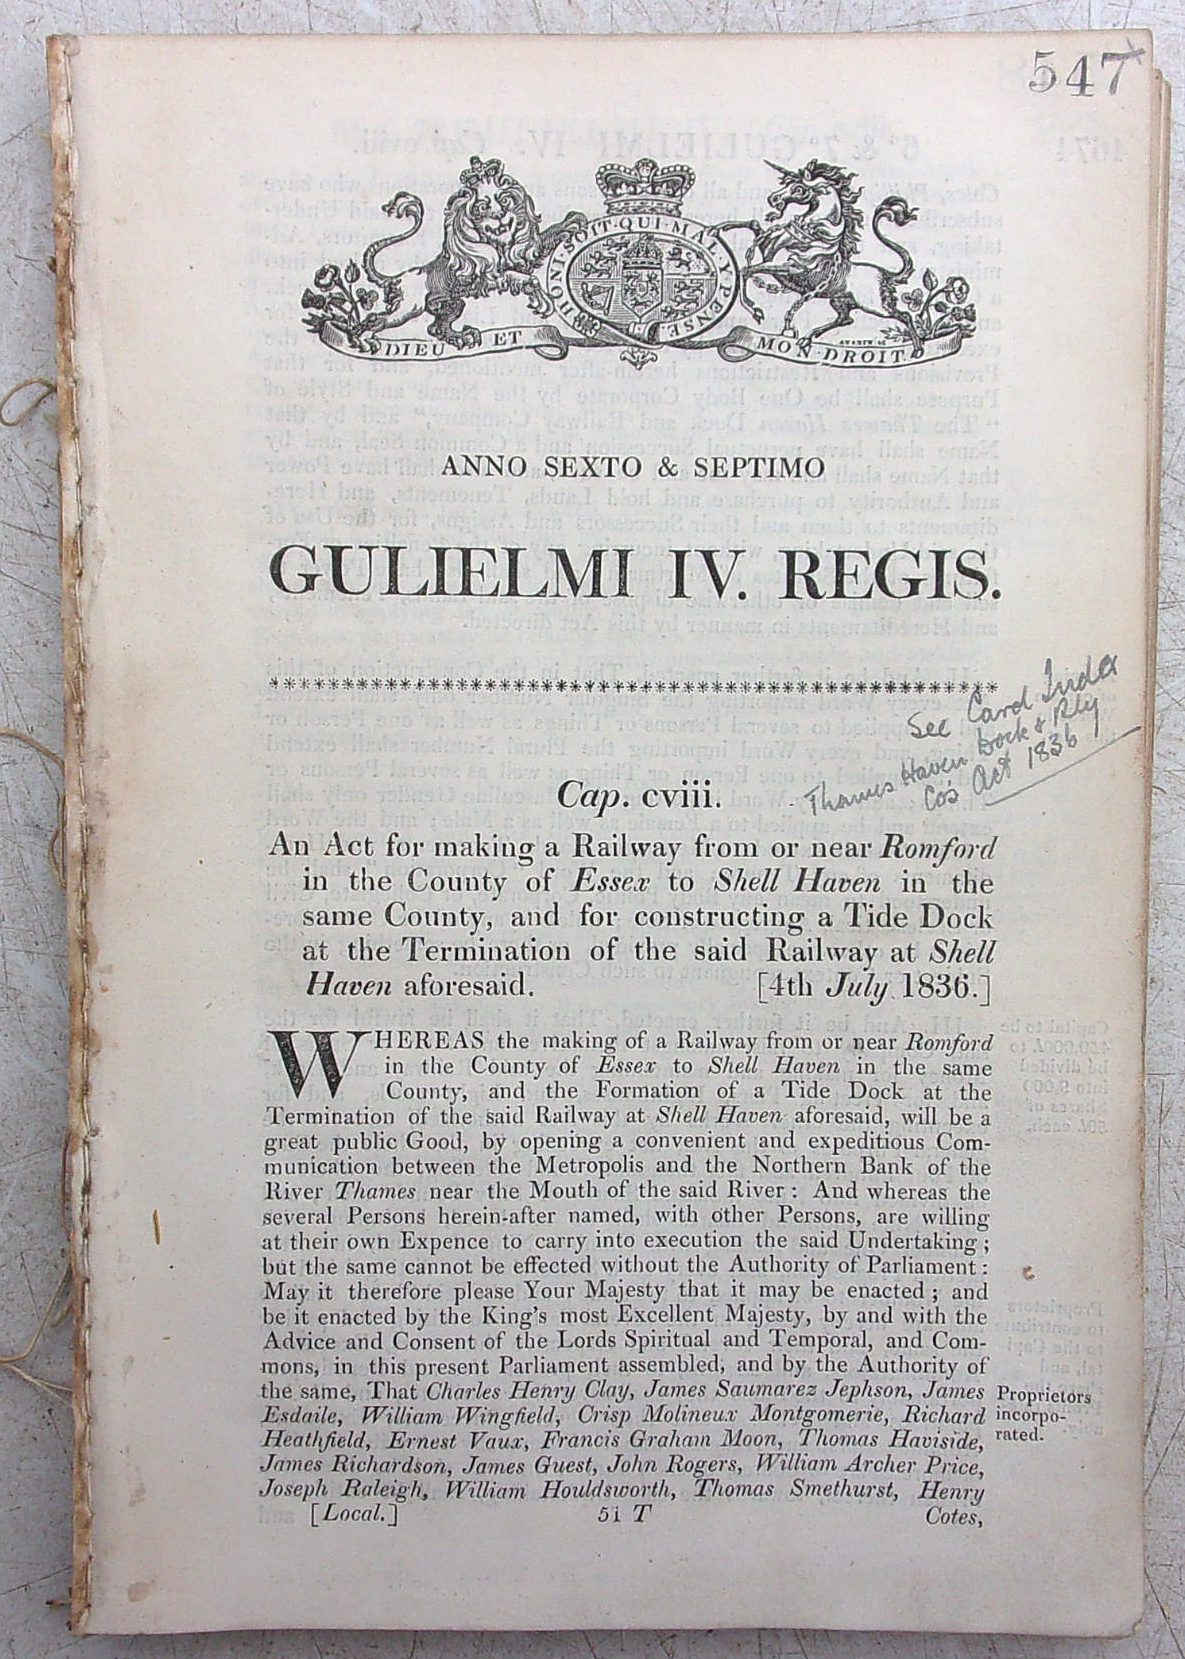 547
HONI·SOIT·QUI·MAL·Y·PENSE
DIEU ET MON·DROIT
ANNO SEXTO & SEPTIMO
GULIELMI IV. REGIS.
************************************************
See Card Index
Thames Haven Dock & Rly
Co's Act 1836
Cap. cviii.
An Act for making a Railway from or near Romford
in the County of Essex to Shell Haven in the
same County, and for constructing a Tide Dock
at the Termination of the said Railway at Shell
Haven aforesaid. [4th July 1836.]
WHEREAS the making of a Railway from or near Romford
in the County of Essex to Shell Haven in the same
County, and the Formation of a Tide Dock at the
Termination of the said Railway at Shell Haven aforesaid, will be a
great public Good, by opening a convenient and expeditious Com-
munication between the Metropolis and the Northern Bank of the
River Thames near the Mouth of the said River: And whereas the
several Persons herein-after named, with other Persons, are willing
at their own Expence to carry into execution the said Undertaking;
but the same cannot be effected without the Authority of Parliament:
May it therefore please Your Majesty that it may be enacted; and
be it enacted by the King's most Excellent Majesty, by and with the
Advice and Consent of the Lords Spiritual and Temporal, and Com-
mons, in this present Parliament assembled, and by the Authority of
the same, That Charles Henry Clay, James Saumarez Jephson, James
Esdaile, William Wingfield, Crisp Molineux Montgomerie, Richard
Heathfield, Ernest Vaux, Francis Graham Moon, Thomas Haviside,
James Richardson, James Guest, John Rogers, William Archer Price,
Joseph Raleigh, William Houldsworth, Thomas Smethurst, Henry
Proprietors
incorpo-
rated.
[Local.] 51 T Cotes,